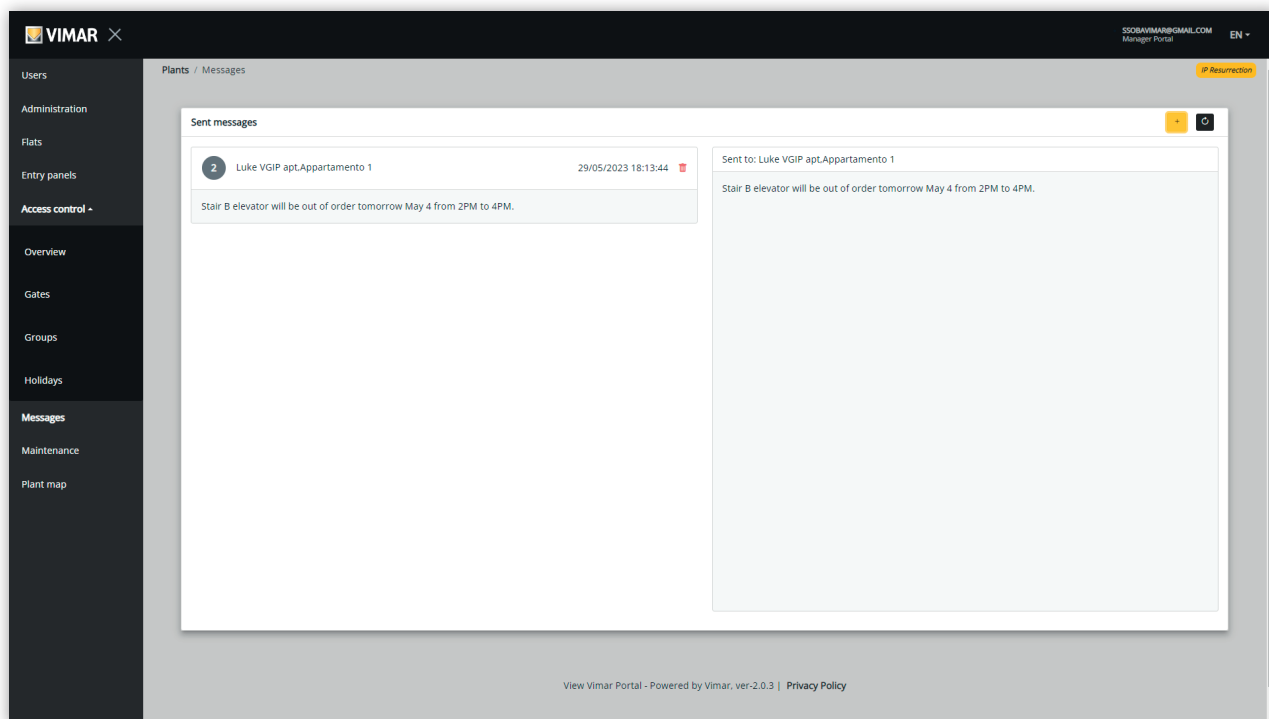 VIMAR
SSOBAVIMAR@GMAIL.COM
Manager Portal
EN
Users
Administration
Flats
Entry panels
Access control
Overview
Gates
Groups
Holidays
Messages
Maintenance
Plant map
Plants / Messages
IP Resurrection
Sent messages
+
2 Luke VGIP apt.Appartamento 1 29/05/2023 18:13:44
Stair B elevator will be out of order tomorrow May 4 from 2PM to 4PM.
Sent to: Luke VGIP apt.Appartamento 1
Stair B elevator will be out of order tomorrow May 4 from 2PM to 4PM.
View Vimar Portal - Powered by Vimar, ver-2.0.3 | Privacy Policy